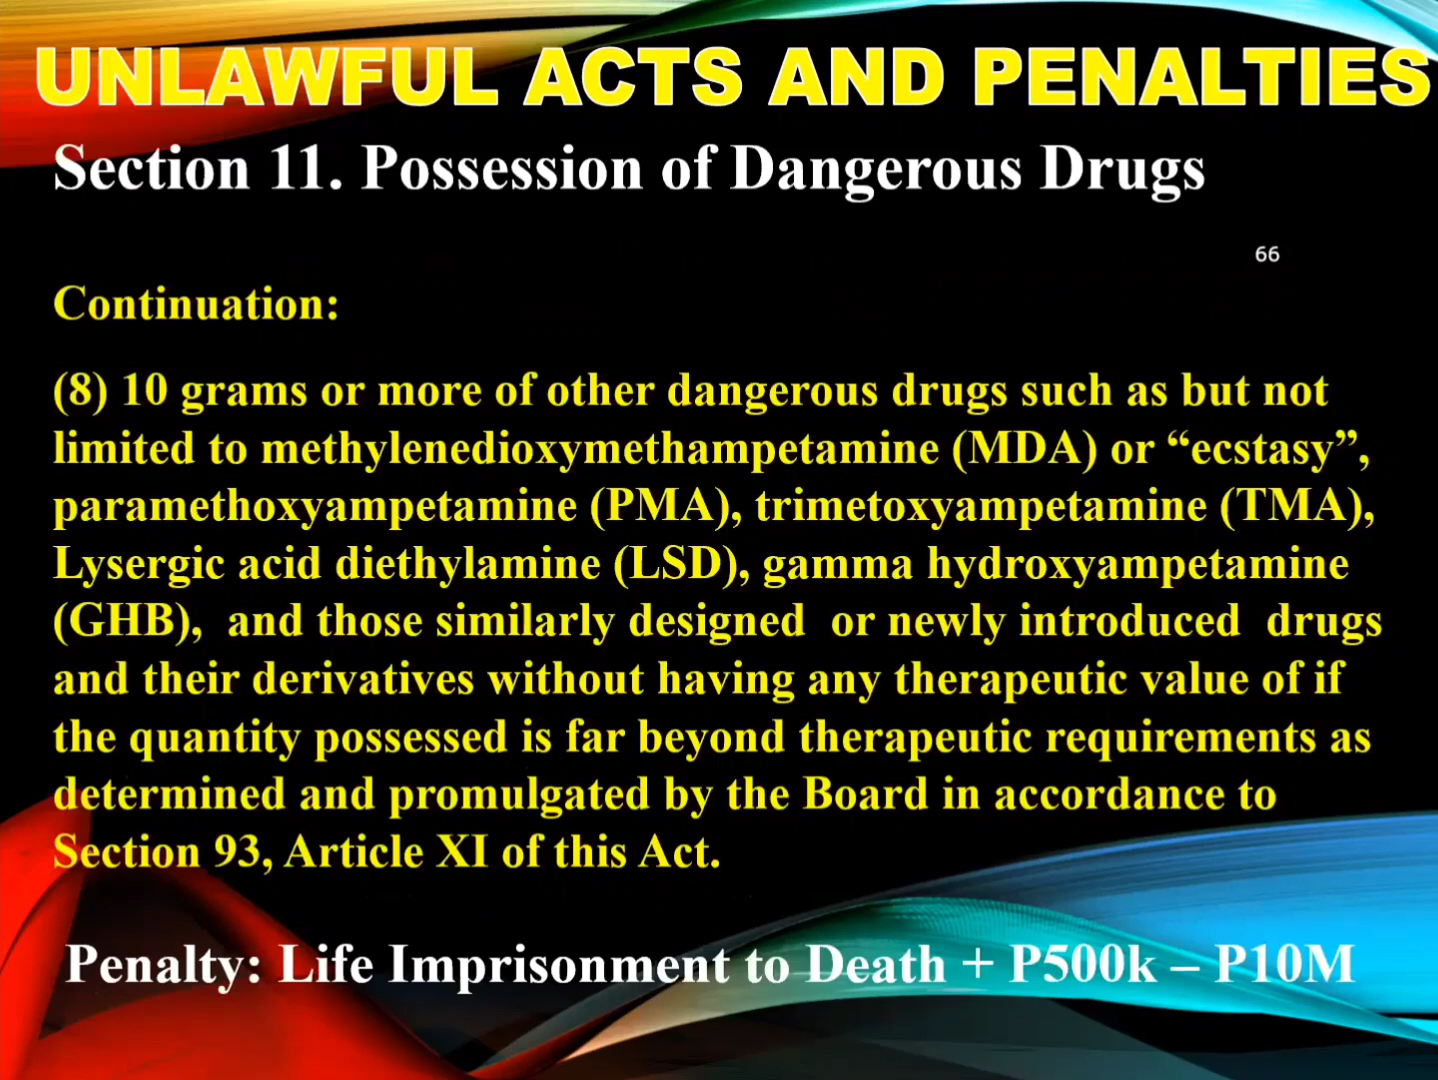 UNLAWFUL ACTS AND PENALTIES
Section 11. Possession of Dangerous Drugs
66
Continuation:
(8) 10 grams or more of other dangerous drugs such as but not
limited to methylenedioxymethampetamine (MDA) or “ecstasy”,
paramethoxyampetamine (PMA), trimetoxyampetamine (TMA),
Lysergic acid diethylamine (LSD), gamma hydroxyampetamine
(GHB),  and those similarly designed  or newly introduced  drugs
and their derivatives without having any therapeutic value of if
the quantity possessed is far beyond therapeutic requirements as
determined and promulgated by the Board in accordance to
Section 93, Article XI of this Act.
Penalty: Life Imprisonment to Death + P500k – P10M